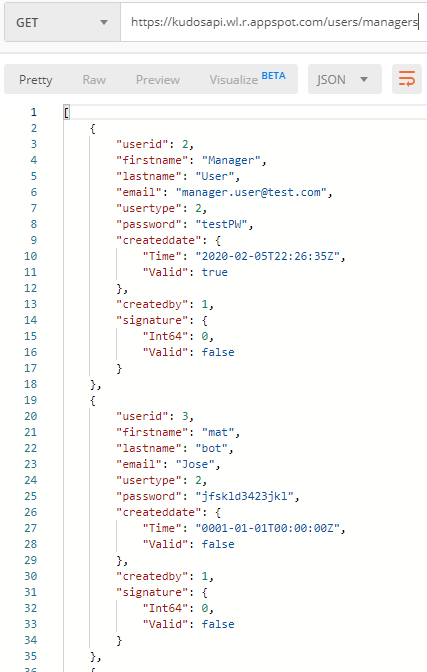 GET https://kudosapi.wl.r.appspot.com/users/managers
Pretty Raw Preview Visualize BETA JSON
1 [
2 {
3 "userid": 2,
4 "firstname": "Manager",
5 "lastname": "User",
6 "email": "manager.user@test.com",
7 "usertype": 2,
8 "password": "testPW",
9 "createddate": {
10 "Time": "2020-02-05T22:26:35Z",
11 "Valid": true
12 },
13 "createdby": 1,
14 "signature": {
15 "Int64": 0,
16 "Valid": false
17 }
18 },
19 {
20 "userid": 3,
21 "firstname": "mat",
22 "lastname": "bot",
23 "email": "Jose",
24 "usertype": 2,
25 "password": "jfskld3423jkl",
26 "createddate": {
27 "Time": "0001-01-01T00:00:00Z",
28 "Valid": false
29 },
30 "createdby": 1,
31 "signature": {
32 "Int64": 0,
33 "Valid": false
34 }
35 },
36 {